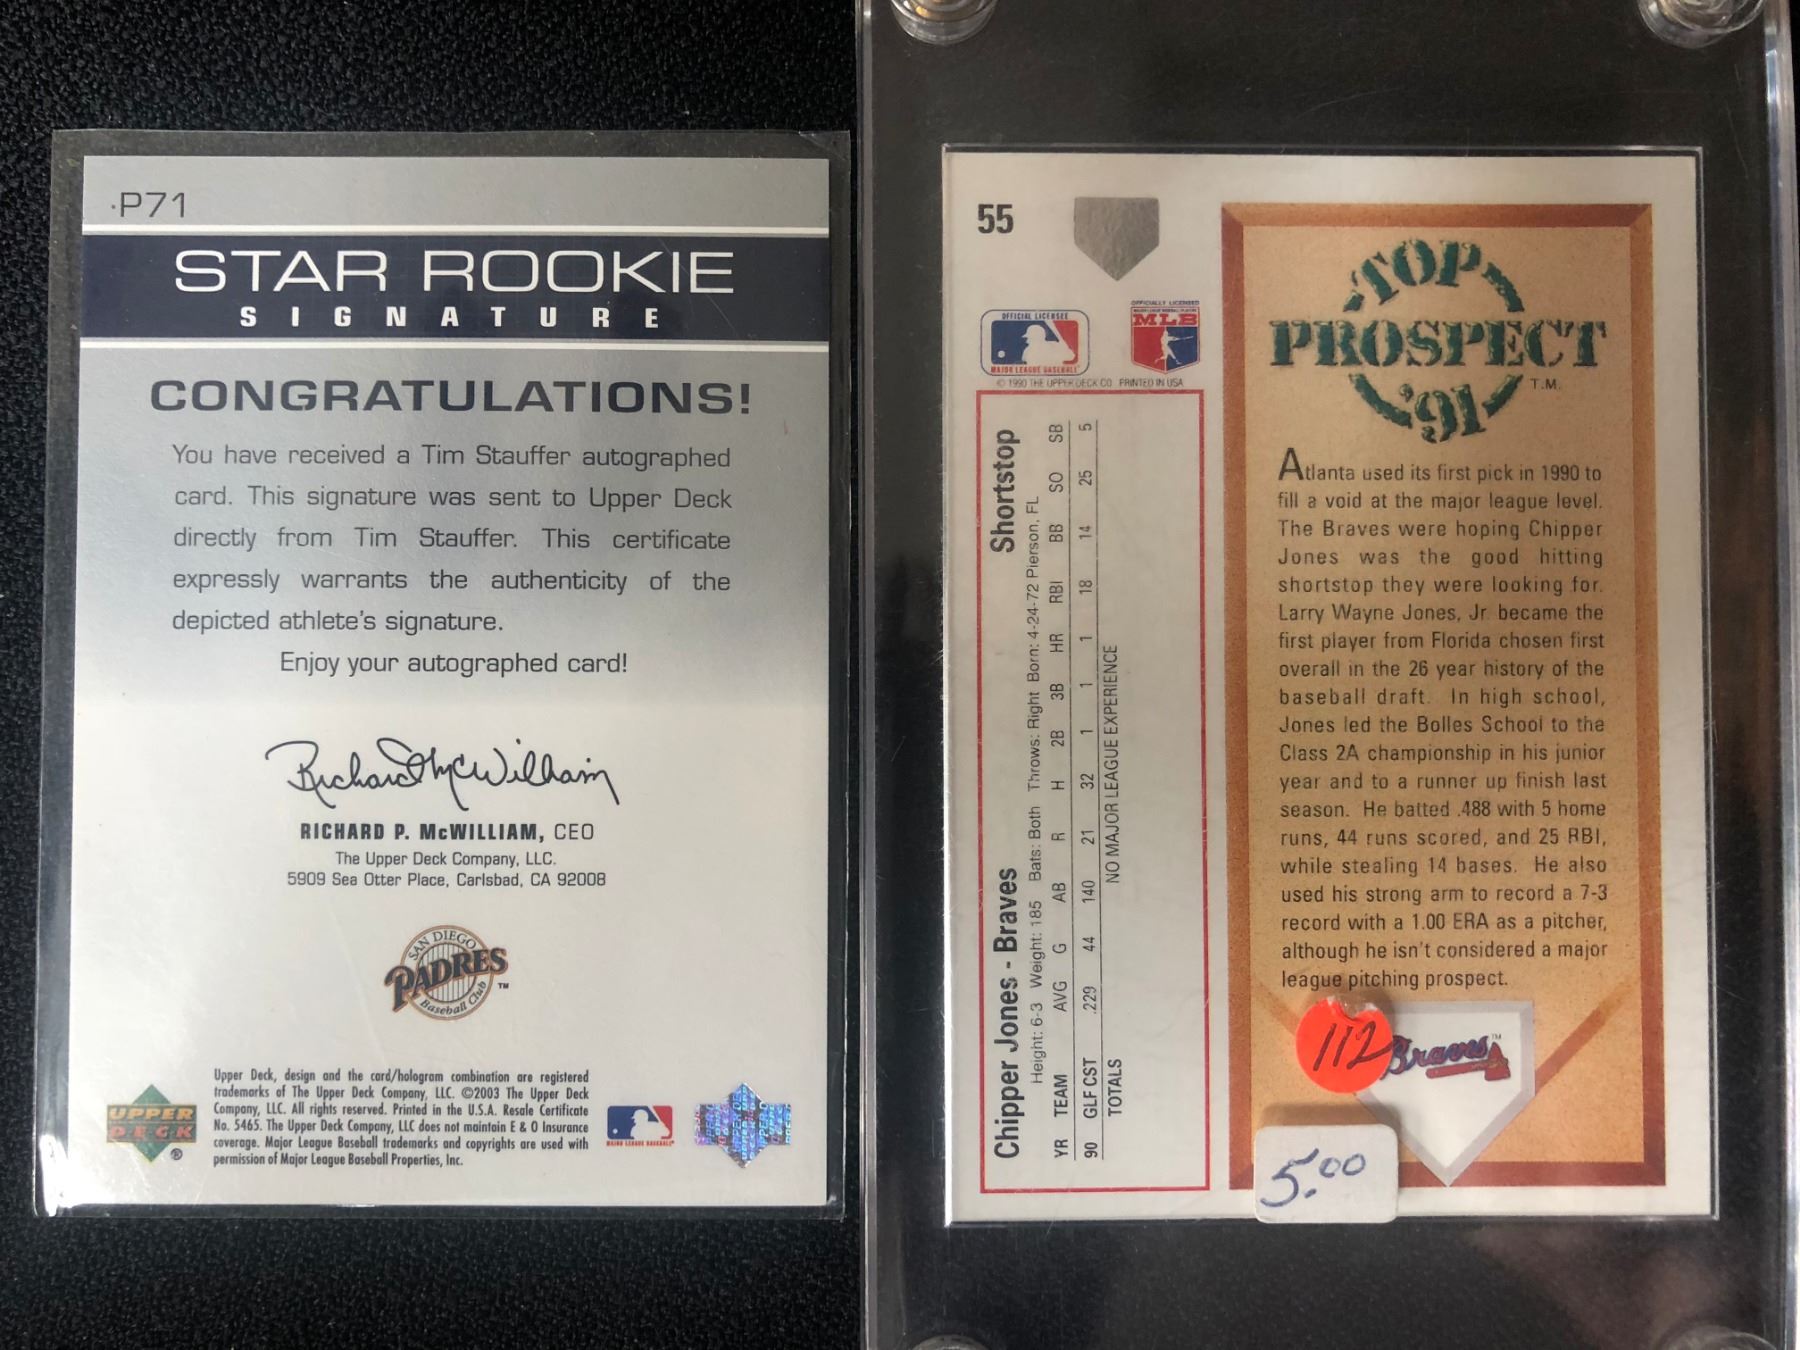 ·P71
STAR ROOKIE
SIGNATURE
CONGRATULATIONS!
You have received a Tim Stauffer autographed
card. This signature was sent to Upper Deck
directly from Tim Stauffer. This certificate
expressly warrants the authenticity of the
depicted athlete's signature.
Enjoy your autographed card!
Richard P. McWilliam
RICHARD P. McWILLIAM, CEO
The Upper Deck Company, LLC.
5909 Sea Otter Place, Carlsbad, CA 92008
SAN DIEGO
PADRES TM
Baseball Club
UPPER
DECK ®
Upper Deck, design and the card/hologram combination are registered
trademarks of The Upper Deck Company, LLC. ©2003 The Upper Deck
Company, LLC. All rights reserved. Printed in the U.S.A. Resale Certificate
No. 5465. The Upper Deck Company, LLC does not maintain E & O Insurance
coverage. Major League Baseball trademarks and copyrights are used with
permission of Major League Baseball Properties, Inc.
MAJOR LEAGUE BASEBALL
55
OFFICIAL LICENSEE
MAJOR LEAGUE BASEBALL
OFFICIALLY LICENSED
MLB
© 1990 THE UPPER DECK CO. PRINTED IN USA
Chipper Jones - Braves Shortstop
Height: 6-3 Weight: 185 Bats: Both Throws: Right Born: 4-24-72 Pierson, FL
YR TEAM AVG G AB R H 2B 3B HR RBI BB SO SB
90 GLF CST .229 44 140 21 32 1 1 1 18 14 25 5
TOTALS NO MAJOR LEAGUE EXPERIENCE
TOP
PROSPECT
'91
T.M.
Atlanta used its first pick in 1990 to
fill a void at the major league level.
The Braves were hoping Chipper
Jones was the good hitting
shortstop they were looking for.
Larry Wayne Jones, Jr. became the
first player from Florida chosen first
overall in the 26 year history of the
baseball draft. In high school,
Jones led the Bolles School to the
Class 2A championship in his junior
year and to a runner up finish last
season. He batted .488 with 5 home
runs, 44 runs scored, and 25 RBI,
while stealing 14 bases. He also
used his strong arm to record a 7-3
record with a 1.00 ERA as a pitcher,
although he isn't considered a major
league pitching prospect.
112
Braves TM
5.00